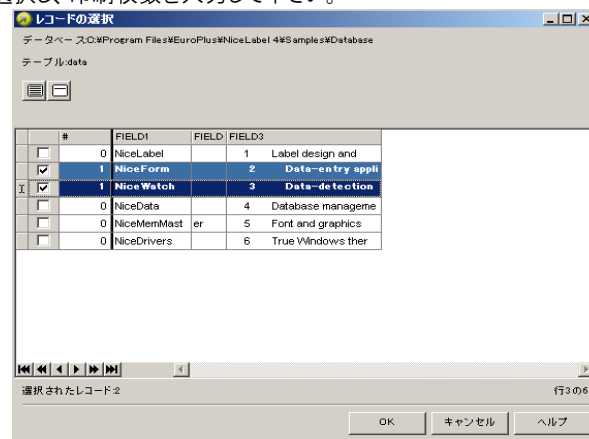 選択し、印刷枚数を入力して下さい。
レコードの選択
データベース:C:¥Program Files¥EuroPlus¥NiceLabel 4¥Samples¥Database
テーブル:data
# FIELD1 FIELD FIELD3
0 NiceLabel 1 Label design and
1 NiceForm 2 Data-entry appli
1 NiceWatch 3 Data-detection
0 NiceData 4 Database manageme
0 NiceMemMast er 5 Font and graphics
0 NiceDrivers 6 True Windows ther
選択されたレコード:2 行3の6
OK キャンセル ヘルプ